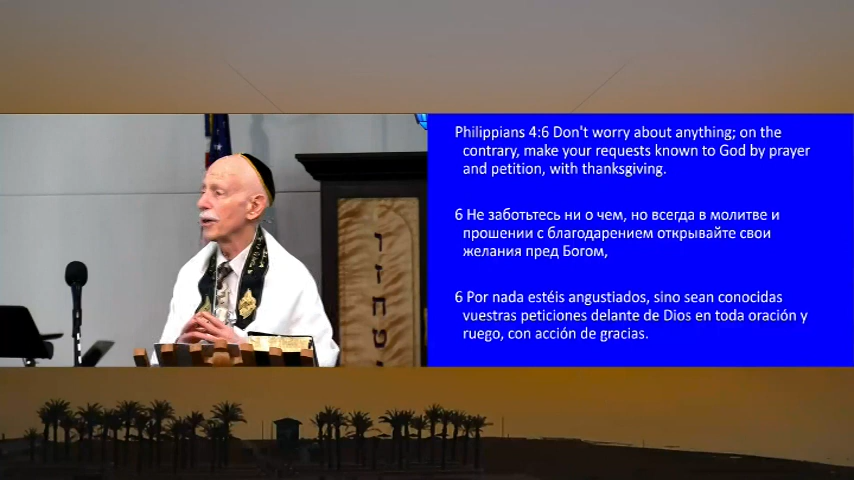 Philippians 4:6 Don't worry about anything; on the
contrary, make your requests known to God by prayer
and petition, with thanksgiving.
6 Не заботьтесь ни о чем, но всегда в молитве и
прошении с благодарением открывайте свои
желания пред Богом,
6 Por nada estéis angustiados, sino sean conocidas
vuestras peticiones delante de Dios en toda oración y
ruego, con acción de gracias.